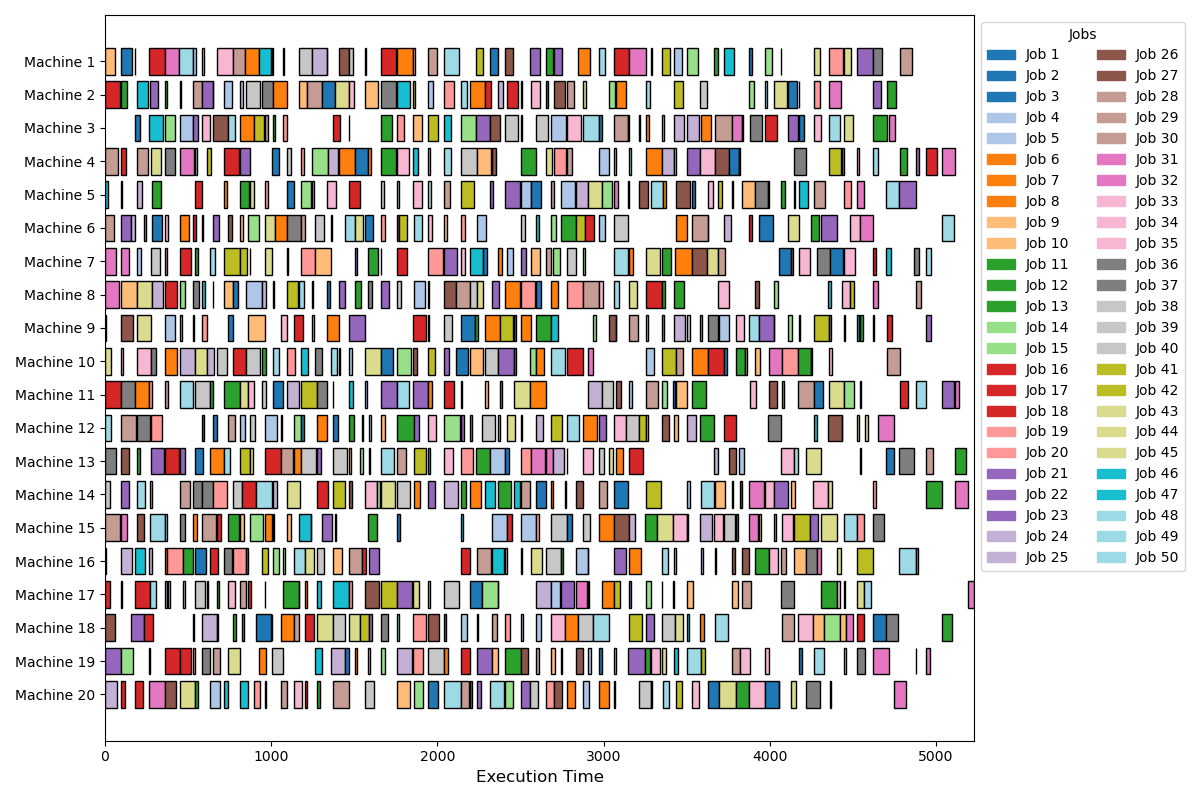 Machine 1
Machine 2
Machine 3
Machine 4
Machine 5
Machine 6
Machine 7
Machine 8
Machine 9
Machine 10
Machine 11
Machine 12
Machine 13
Machine 14
Machine 15
Machine 16
Machine 17
Machine 18
Machine 19
Machine 20
0 1000 2000 3000 4000 5000
Execution Time
Jobs
Job 1 Job 26
Job 2 Job 27
Job 3 Job 28
Job 4 Job 29
Job 5 Job 30
Job 6 Job 31
Job 7 Job 32
Job 8 Job 33
Job 9 Job 34
Job 10 Job 35
Job 11 Job 36
Job 12 Job 37
Job 13 Job 38
Job 14 Job 39
Job 15 Job 40
Job 16 Job 41
Job 17 Job 42
Job 18 Job 43
Job 19 Job 44
Job 20 Job 45
Job 21 Job 46
Job 22 Job 47
Job 23 Job 48
Job 24 Job 49
Job 25 Job 50